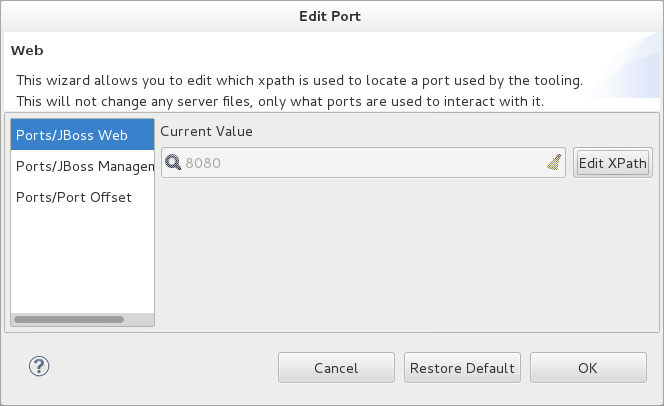 Edit Port
Web
This wizard allows you to edit which xpath is used to locate a port used by the tooling.
This will not change any server files, only what ports are used to interact with it.
Ports/JBoss Web
Current Value
Ports/JBoss Managem
8080
Edit XPath
Ports/Port Offset
?
Cancel
Restore Default
OK